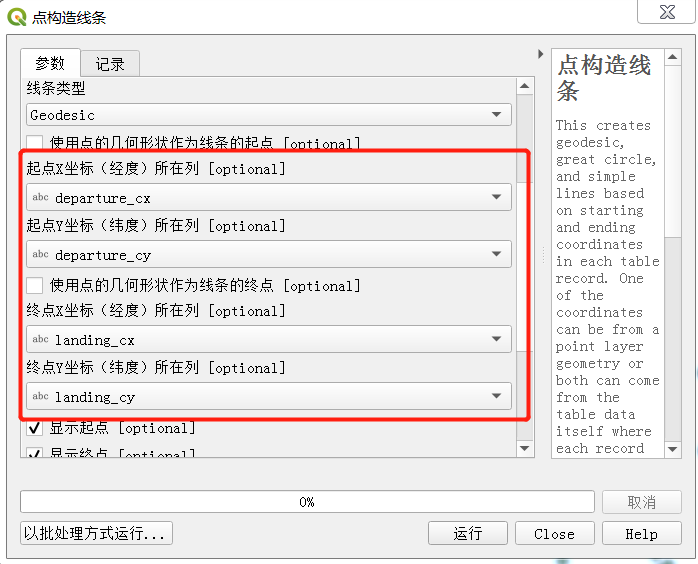 点构造线条
参数
记录
线条类型
Geodesic
使用点的几何形状作为线条的起点 [optional]
起点X坐标（经度）所在列 [optional]
abc departure_cx
起点Y坐标（纬度）所在列 [optional]
abc departure_cy
使用点的几何形状作为线条的终点 [optional]
终点X坐标（经度）所在列 [optional]
abc landing_cx
终点Y坐标（纬度）所在列 [optional]
abc landing_cy
显示起点 [optional]
显示终点 [optional]
点构造线
条
This creates
geodesic,
great circle,
and simple
lines based
on starting
and ending
coordinates
in each table
record. One
of the
coordinates
can be from a
point layer
geometry or
both can come
from the
table data
itself where
each record
0%
取消
以批处理方式运行...
运行
Close
Help